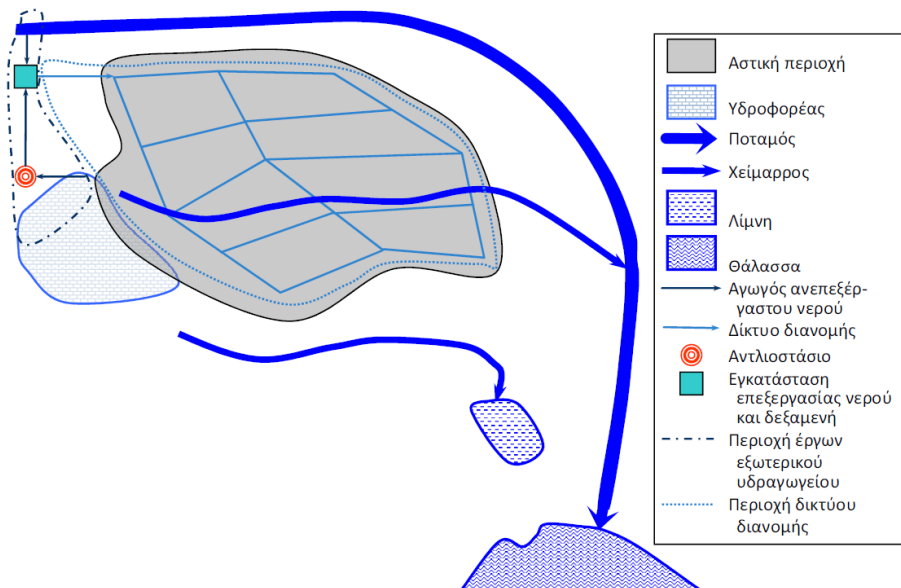 Αστική περιοχή
Υδροφορέας
Ποταμός
Χείμαρρος
Λίμνη
Θάλασσα
Αγωγός ανεπεξέρ-
γαστου νερού
Δίκτυο διανομής
Αντλιοστάσιο
Εγκατάσταση
επεξεργασίας νερού
και δεξαμενή
Περιοχή έργων
εξωτερικού
υδραγωγείου
Περιοχή δικτύου
διανομής